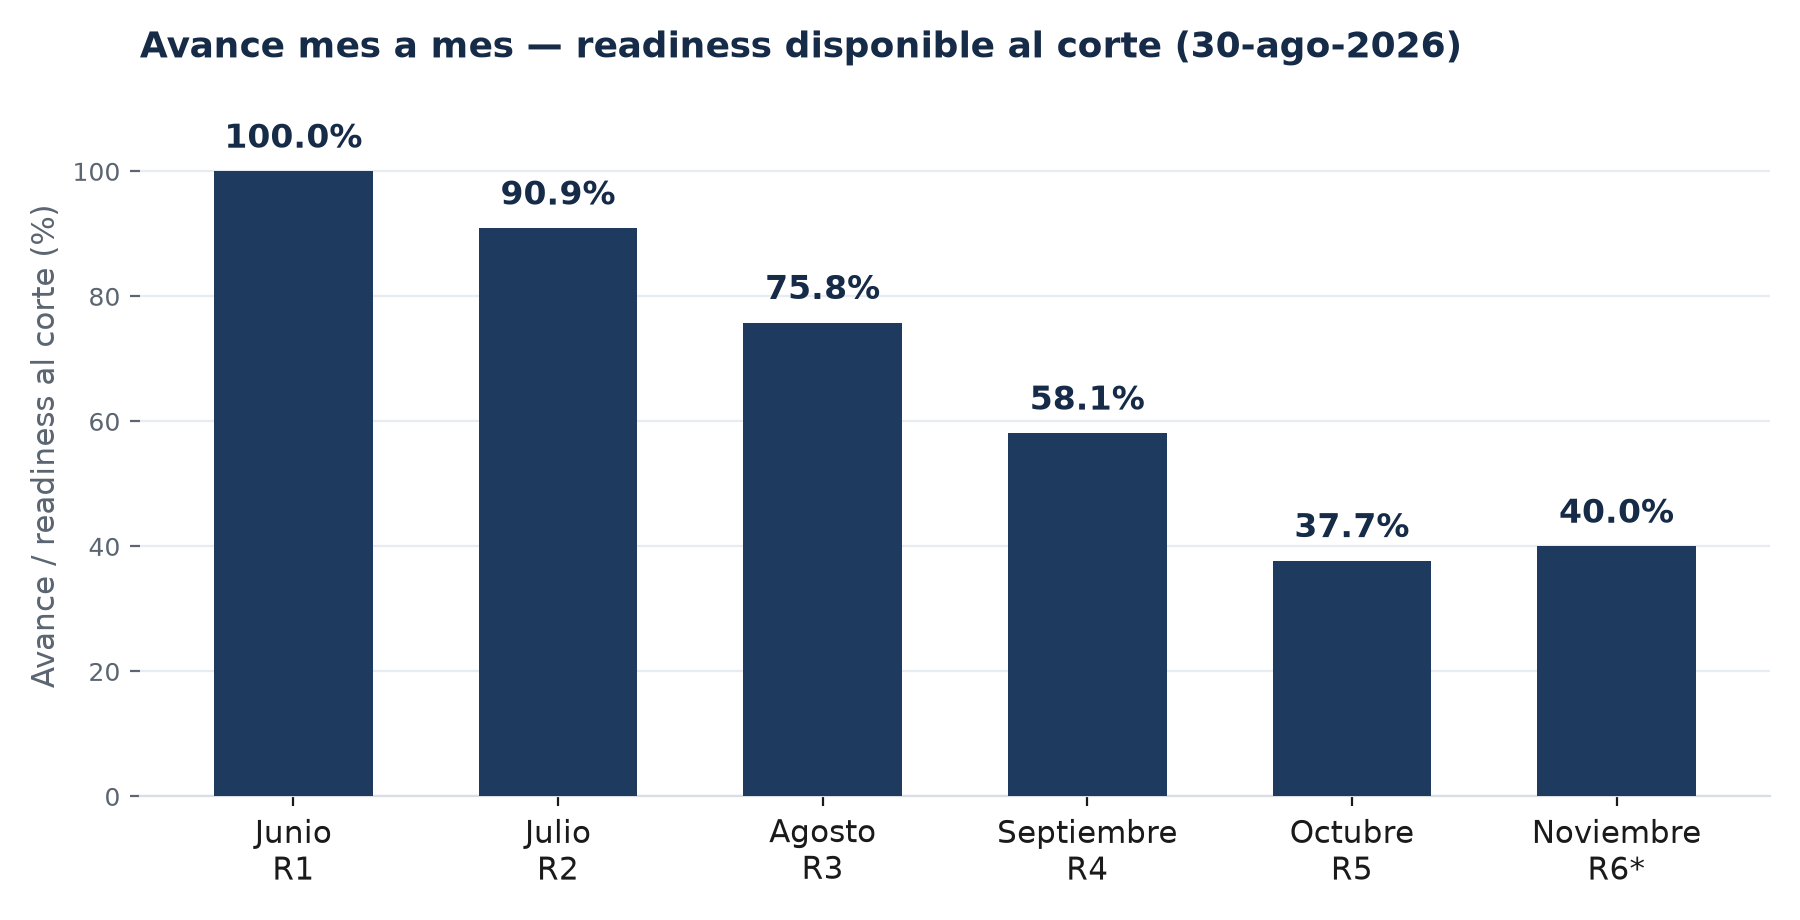 Avance mes a mes — readiness disponible al corte (30-ago-2026)
Avance / readiness al corte (%)
100
80
60
40
20
0
100.0%
90.9%
75.8%
58.1%
37.7%
40.0%
Junio
R1
Julio
R2
Agosto
R3
Septiembre
R4
Octubre
R5
Noviembre
R6*